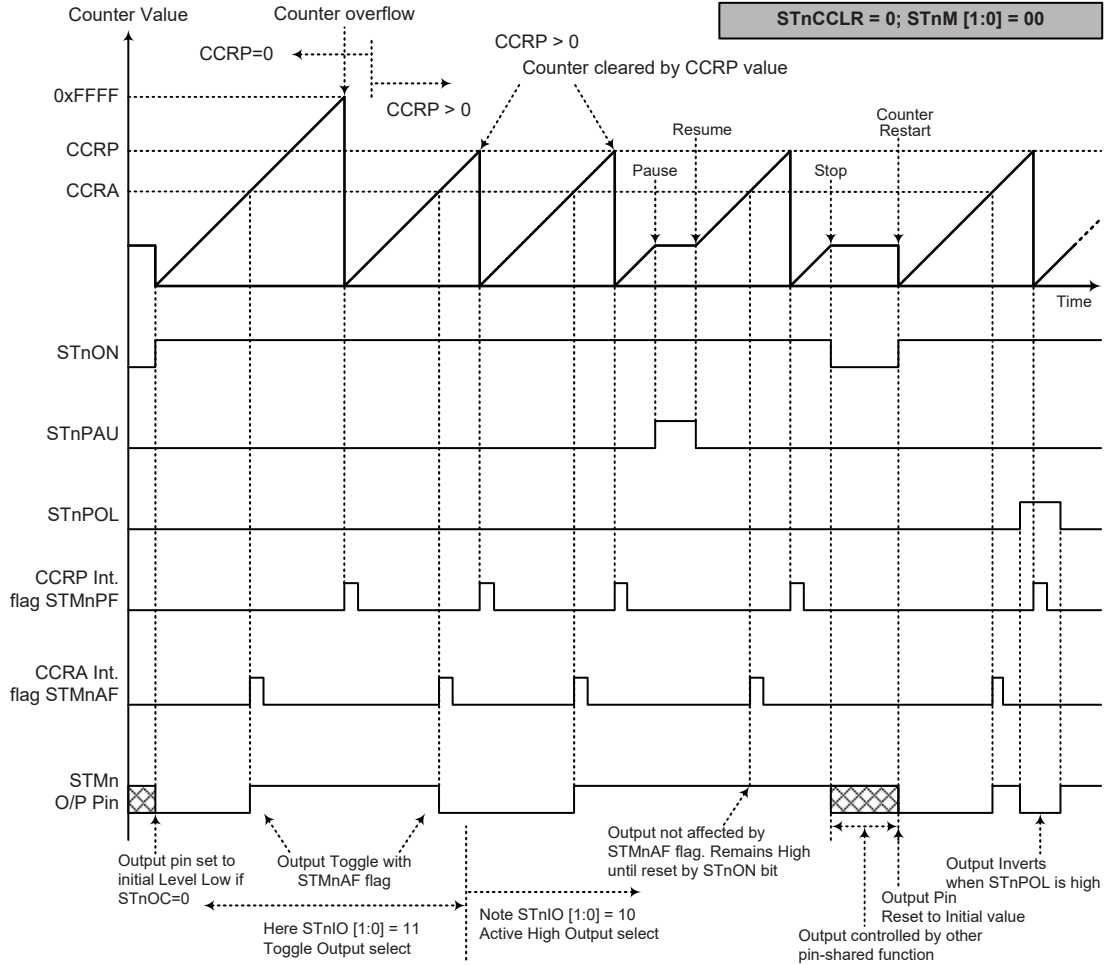 Counter Value
Counter overflow
STnCCLR = 0; STnM [1:0] = 00
CCRP=0
CCRP > 0
CCRP > 0
Counter cleared by CCRP value
0xFFFF
CCRP
CCRA
Pause
Resume
Stop
Counter
Restart
Time
STnON
STnPAU
STnPOL
CCRP Int.
flag STMnPF
CCRA Int.
flag STMnAF
STMn
O/P Pin
Output pin set to
initial Level Low if
STnOC=0
Output Toggle with
STMnAF flag
Here STnIO [1:0] = 11
Toggle Output select
Note STnIO [1:0] = 10
Active High Output select
Output not affected by
STMnAF flag. Remains High
until reset by STnON bit
Output controlled by other
pin-shared function
Output Pin
Reset to Initial value
Output Inverts
when STnPOL is high